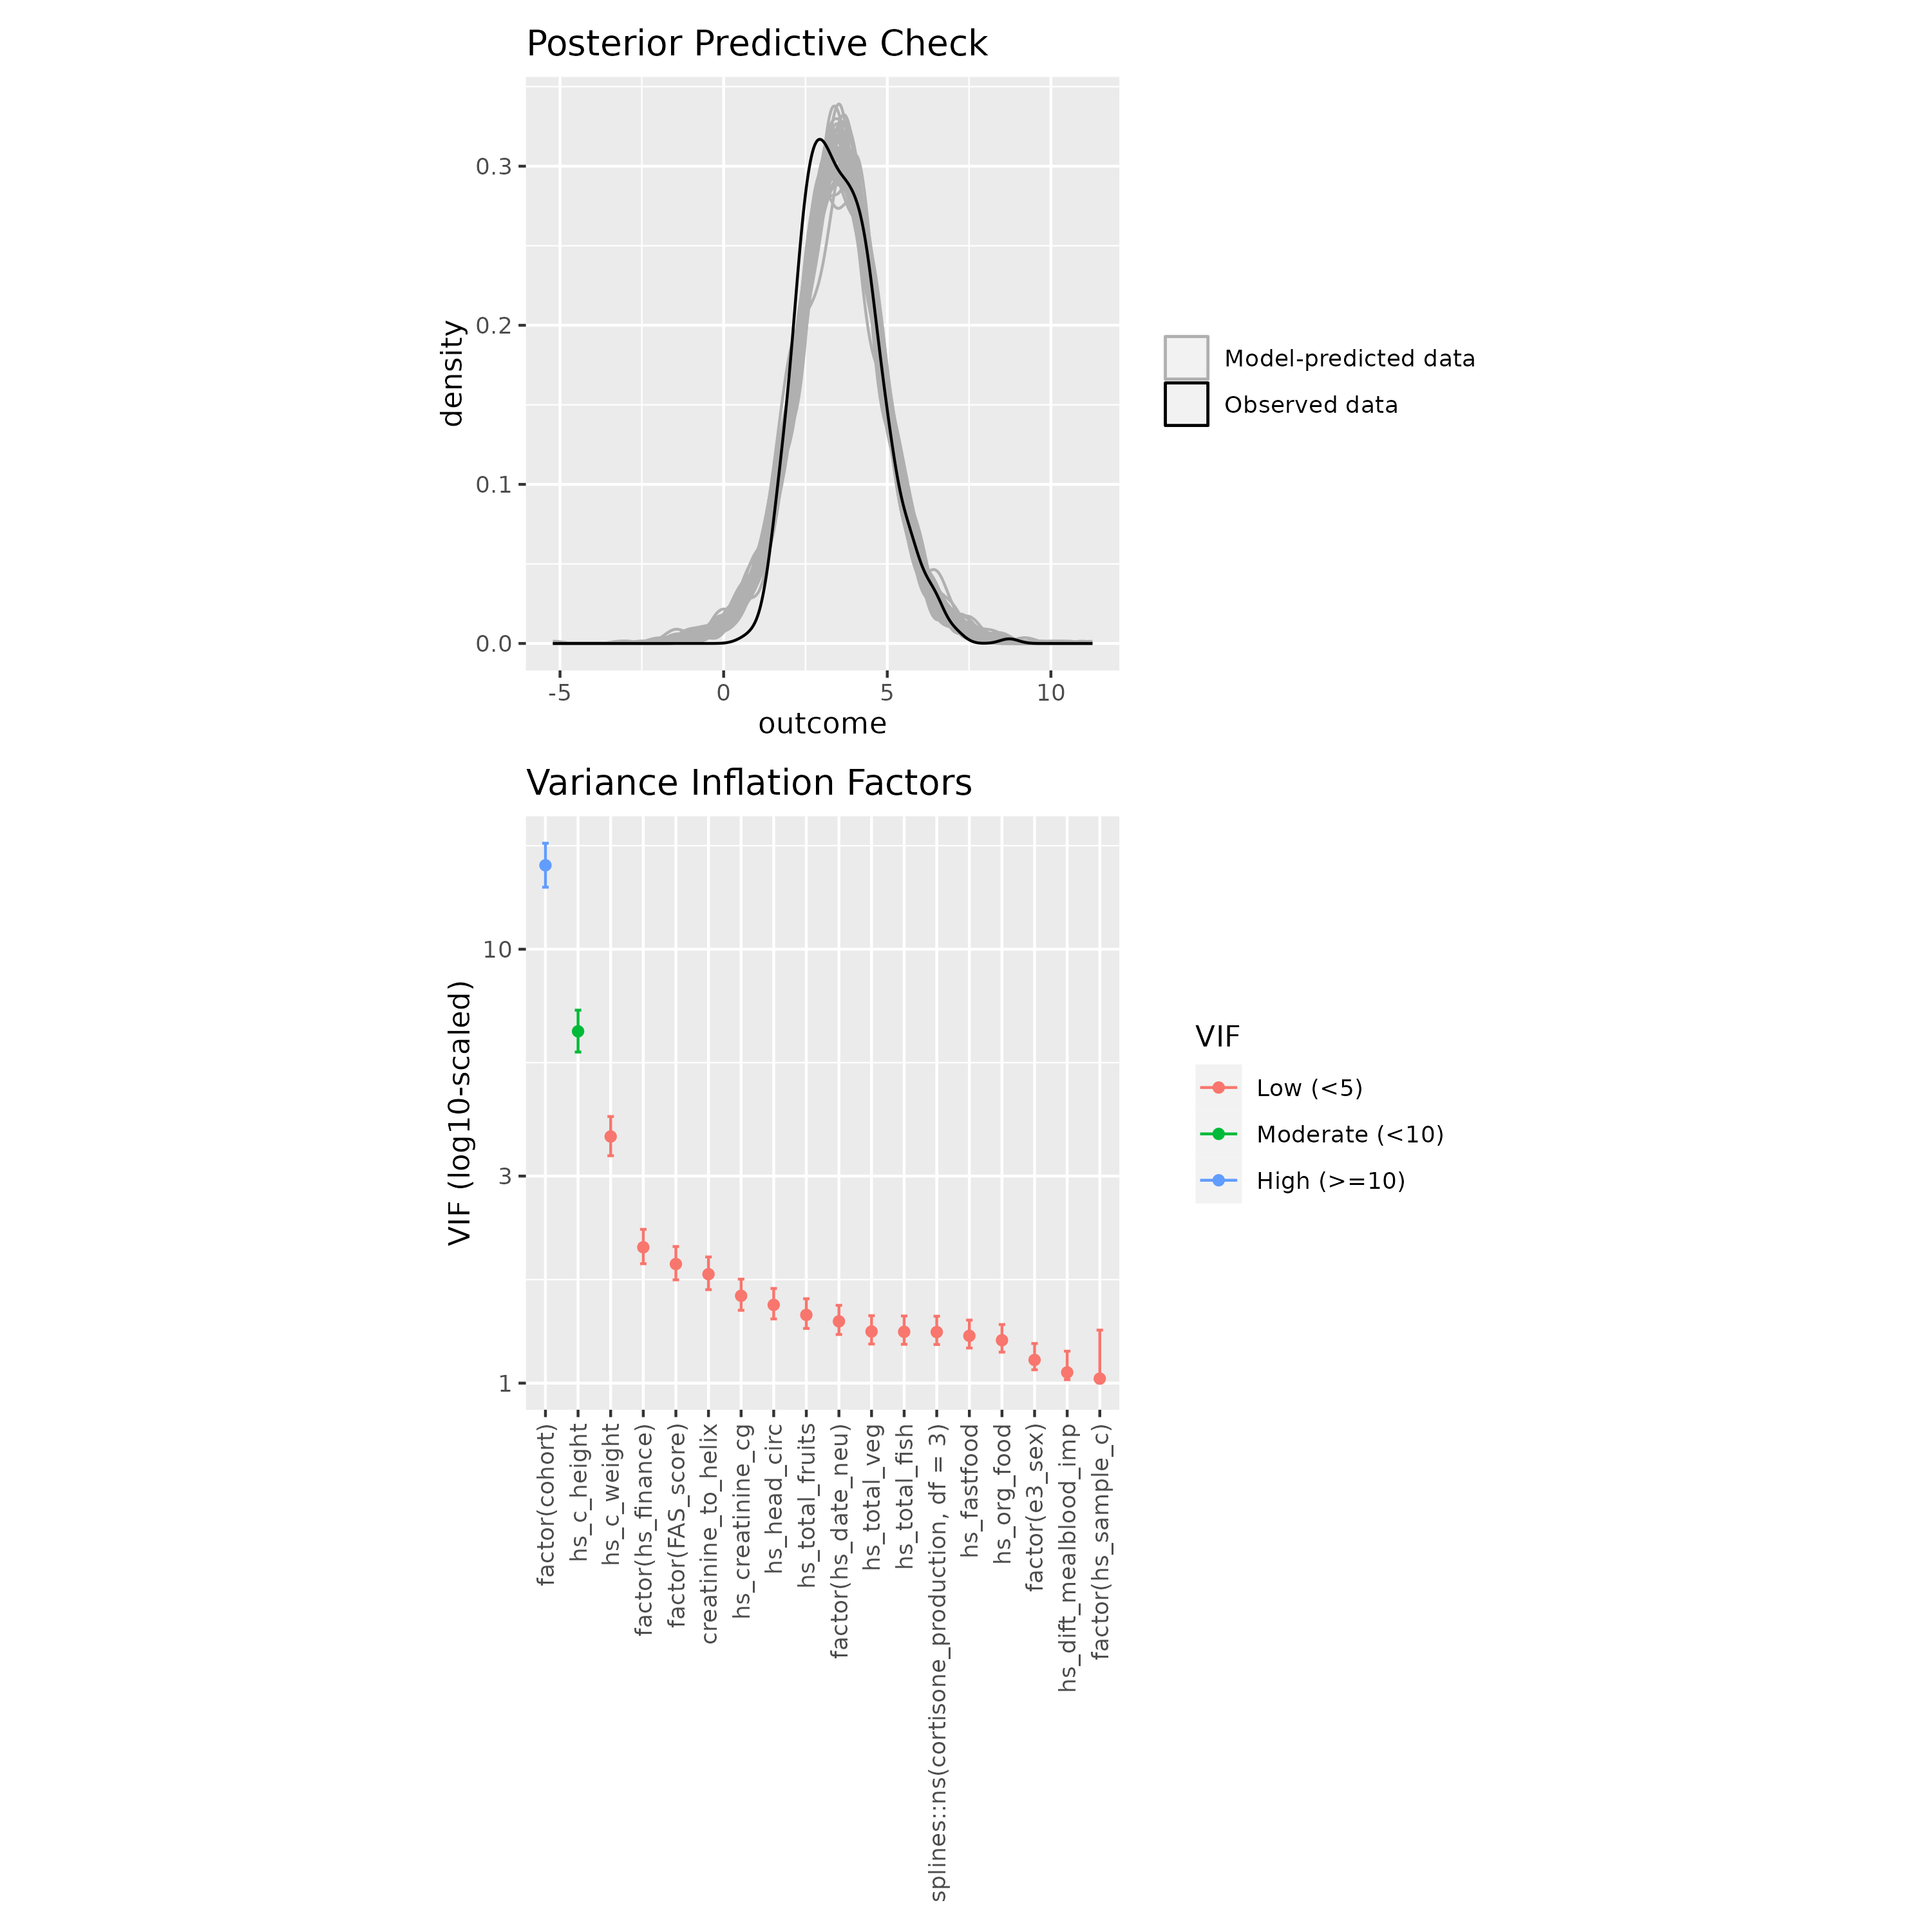 Posterior Predictive Check
density
0.3
0.2
0.1
0.0
-5
0
5
10
outcome
Model-predicted data
Observed data
Variance Inflation Factors
VIF (log10-scaled)
10
3
1
factor(cohort)
hs_c_height
hs_c_weight
factor(hs_finance)
factor(FAS_score)
creatinine_to_helix
hs_creatinine_cg
hs_head_circ
hs_total_fruits
factor(hs_date_neu)
hs_total_veg
hs_total_fish
splines::ns(cortisone_production, df = 3)
hs_fastfood
hs_org_food
factor(e3_sex)
hs_dift_mealblood_imp
factor(hs_sample_c)
VIF
Low (<5)
Moderate (<10)
High (>=10)